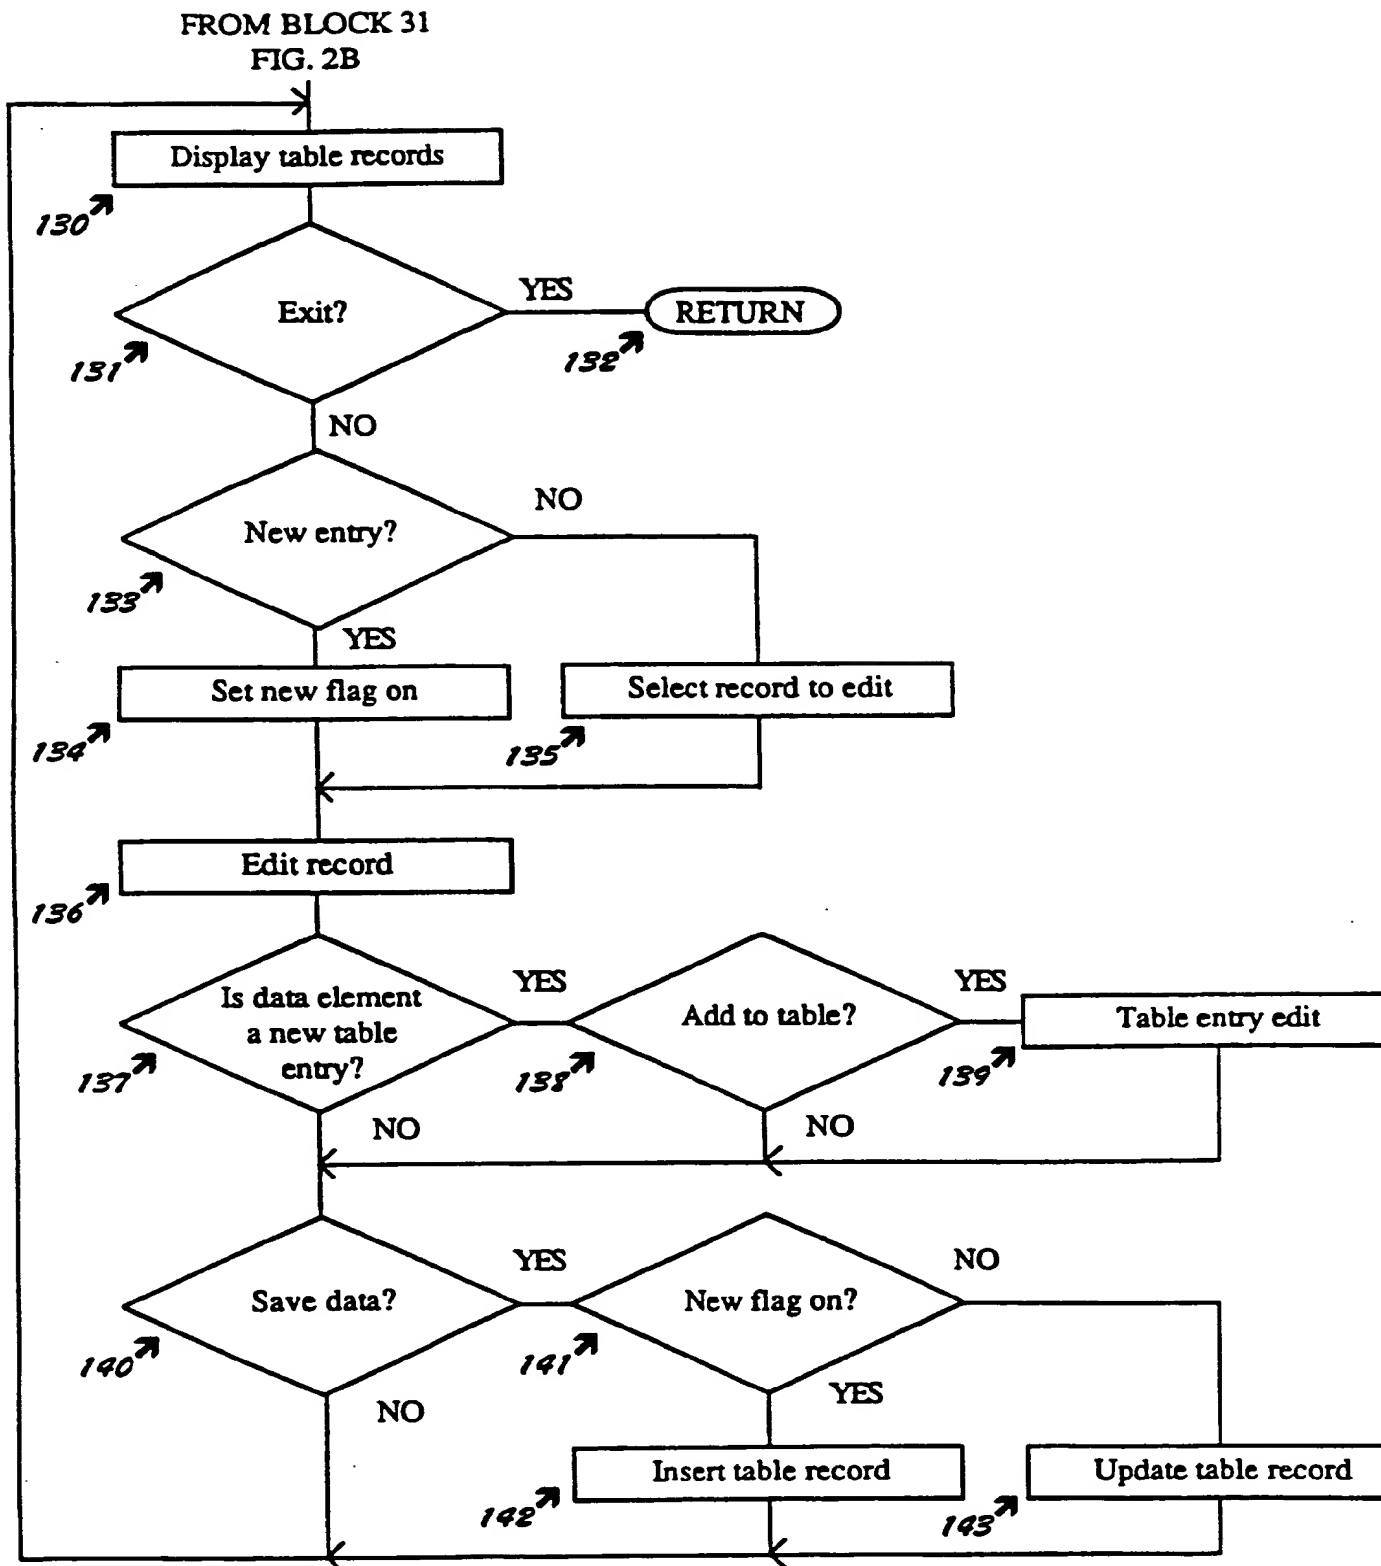 FROM BLOCK 31
FIG. 2B
Display table records
130
Exit?
YES
RETURN
131
132
NO
New entry?
NO
133
YES
Set new flag on
Select record to edit
134
135
Edit record
136
Is data element
a new table
entry?
YES
Add to table?
YES
Table entry edit
137
138
139
NO
NO
Save data?
YES
New flag on?
NO
140
141
NO
YES
Insert table record
Update table record
142
143